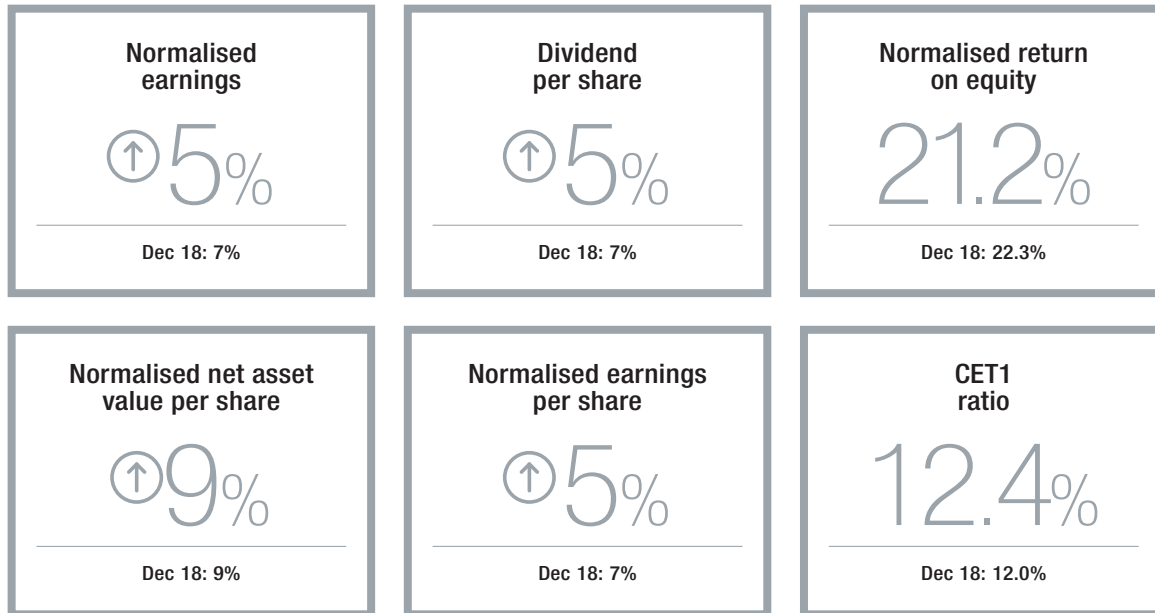 Normalised
earnings
5%
Dec 18: 7%
Dividend
per share
5%
Dec 18: 7%
Normalised return
on equity
21.2%
Dec 18: 22.3%
Normalised net asset
value per share
9%
Dec 18: 9%
Normalised earnings
per share
5%
Dec 18: 7%
CET1
ratio
12.4%
Dec 18: 12.0%